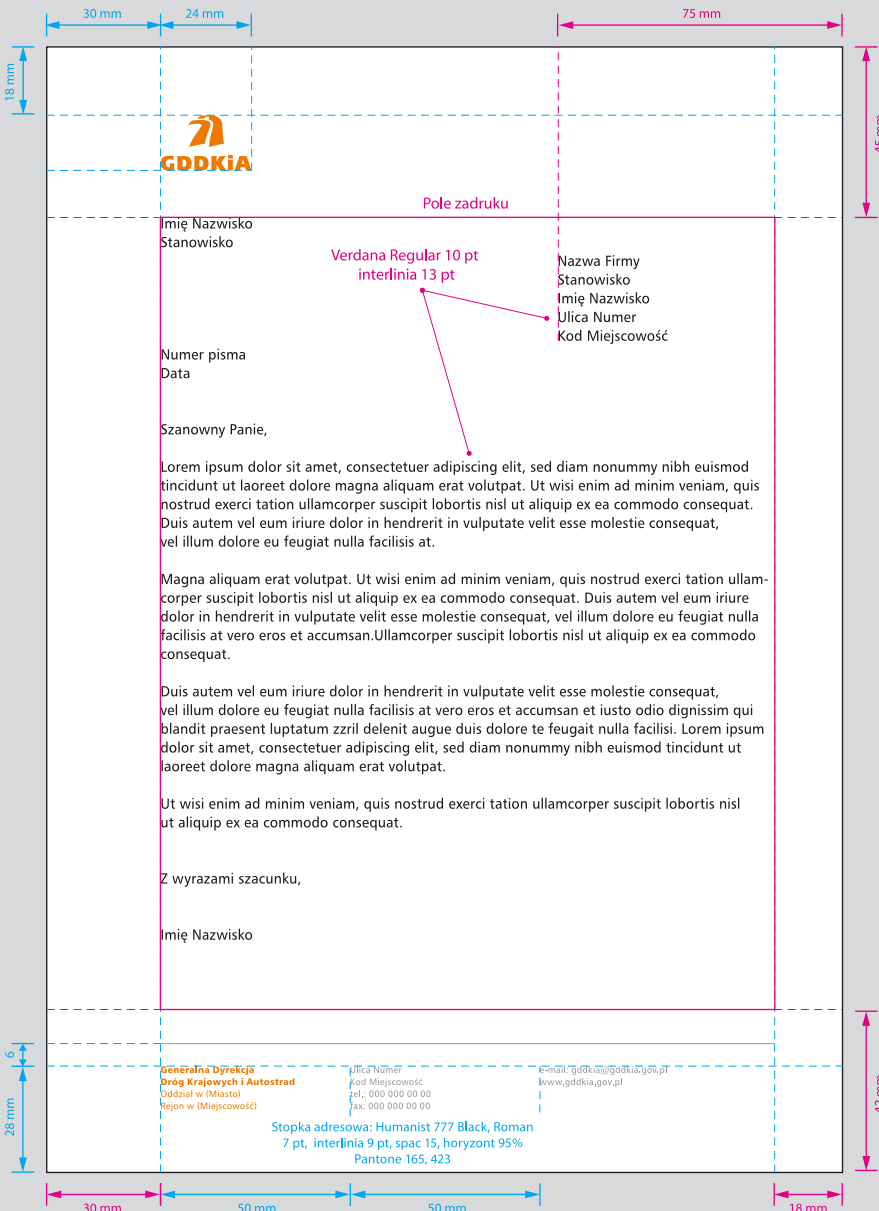 30 mm
24 mm
75 mm
18 mm
45 mm
GDDKiA
Pole zadruku
Imię Nazwisko
Stanowisko
Verdana Regular 10 pt
interlinia 13 pt
Nazwa Firmy
Stanowisko
Imię Nazwisko
Ulica Numer
Kod Miejscowość
Numer pisma
Data
Szanowny Panie,
Lorem ipsum dolor sit amet, consectetuer adipiscing elit, sed diam nonummy nibh euismod
tincidunt ut laoreet dolore magna aliquam erat volutpat. Ut wisi enim ad minim veniam, quis
nostrud exerci tation ullamcorper suscipit lobortis nisl ut aliquip ex ea commodo consequat.
Duis autem vel eum iriure dolor in hendrerit in vulputate velit esse molestie consequat,
vel illum dolore eu feugiat nulla facilisis at.
Magna aliquam erat volutpat. Ut wisi enim ad minim veniam, quis nostrud exerci tation ullam-
corper suscipit lobortis nisl ut aliquip ex ea commodo consequat. Duis autem vel eum iriure
dolor in hendrerit in vulputate velit esse molestie consequat, vel illum dolore eu feugiat nulla
facilisis at vero eros et accumsan.Ullamcorper suscipit lobortis nisl ut aliquip ex ea commodo
consequat.
Duis autem vel eum iriure dolor in hendrerit in vulputate velit esse molestie consequat,
vel illum dolore eu feugiat nulla facilisis at vero eros et accumsan et iusto odio dignissim qui
blandit praesent luptatum zzril delenit augue duis dolore te feugait nulla facilisi. Lorem ipsum
dolor sit amet, consectetuer adipiscing elit, sed diam nonummy nibh euismod tincidunt ut
laoreet dolore magna aliquam erat volutpat.
Ut wisi enim ad minim veniam, quis nostrud exerci tation ullamcorper suscipit lobortis nisl
ut aliquip ex ea commodo consequat.
Z wyrazami szacunku,
Imię Nazwisko
6
28 mm
42 mm
Generalna Dyrekcja
Dróg Krajowych i Autostrad
Oddział w (Miasto)
Rejon w (Miejscowość)
Ulica Numer
Kod Miejscowość
tel,: 000 000 00 00
fax: 000 000 00 00
e-mail: gddkia@gddkia,gov,pl
www,gddkia,gov,pl
Stopka adresowa: Humanist 777 Black, Roman
7 pt, interlinia 9 pt, spac 15, horyzont 95%
Pantone 165, 423
30 mm
50 mm
50 mm
18 mm